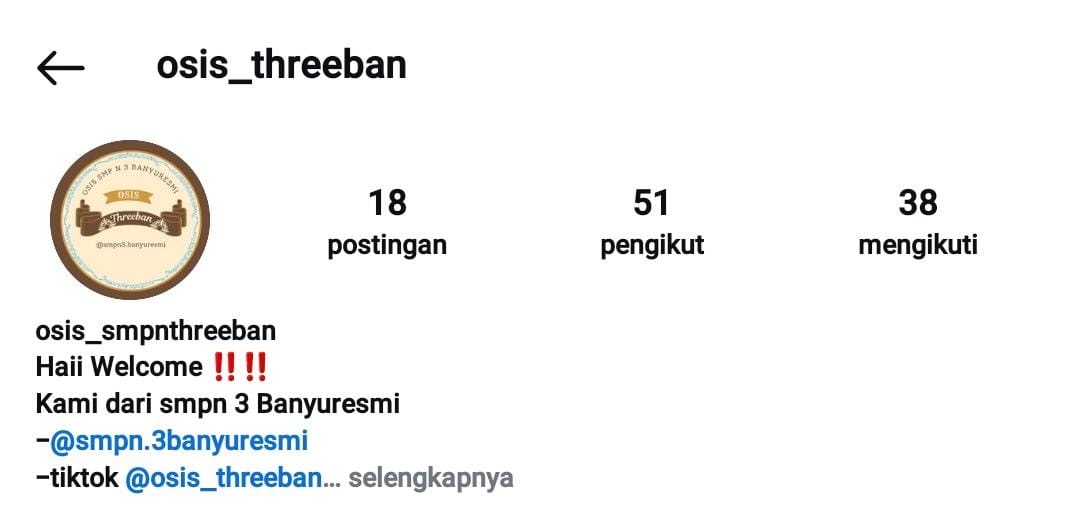 osis_threeban
OSIS SMP N 3 BANYURESMI
OSIS
Threeban
@smpn3.banyuresmi
18
postingan
51
pengikut
38
mengikuti
osis_smpnthreeban
Haii Welcome ‼️‼️
Kami dari smpn 3 Banyuresmi
–@smpn.3banyuresmi
–tiktok @osis_threeban... selengkapnya